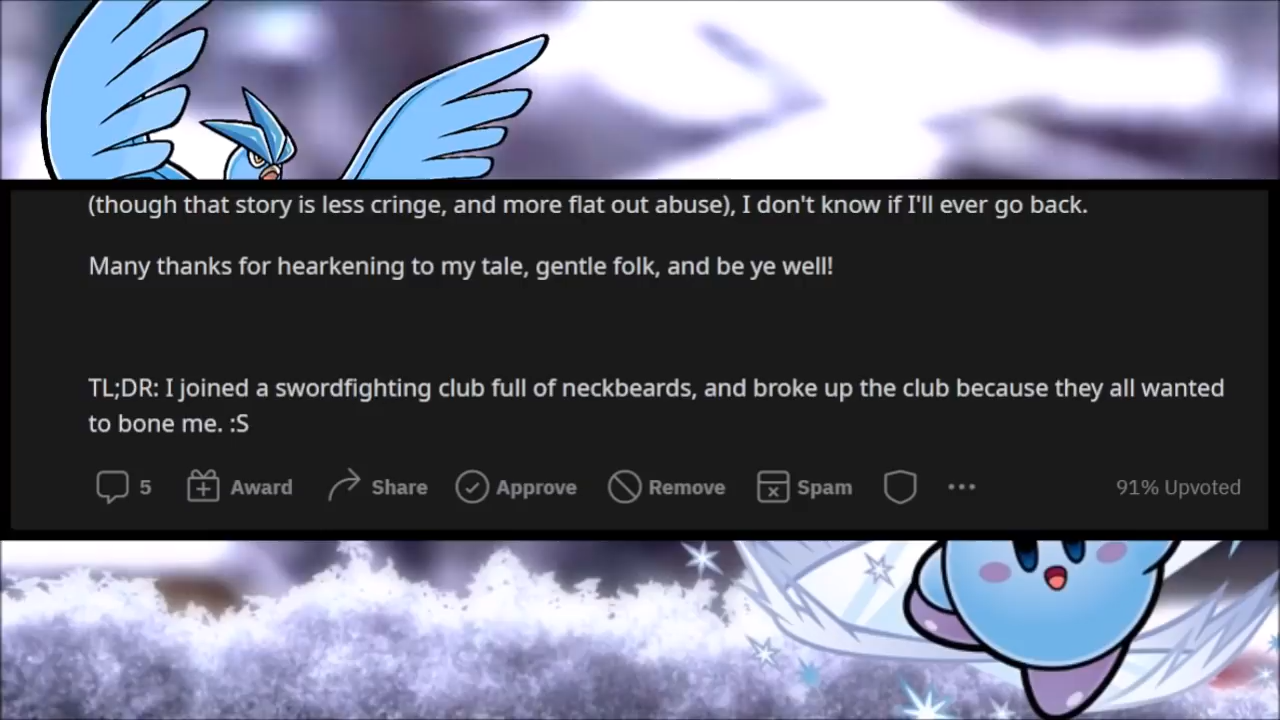 (though that story is less cringe, and more flat out abuse), I don't know if I'll ever go back.
Many thanks for hearkening to my tale, gentle folk, and be ye well!
TL;DR: I joined a swordfighting club full of neckbeards, and broke up the club because they all wanted
to bone me. :S
5 Award Share Approve Remove Spam ••• 91% Upvoted